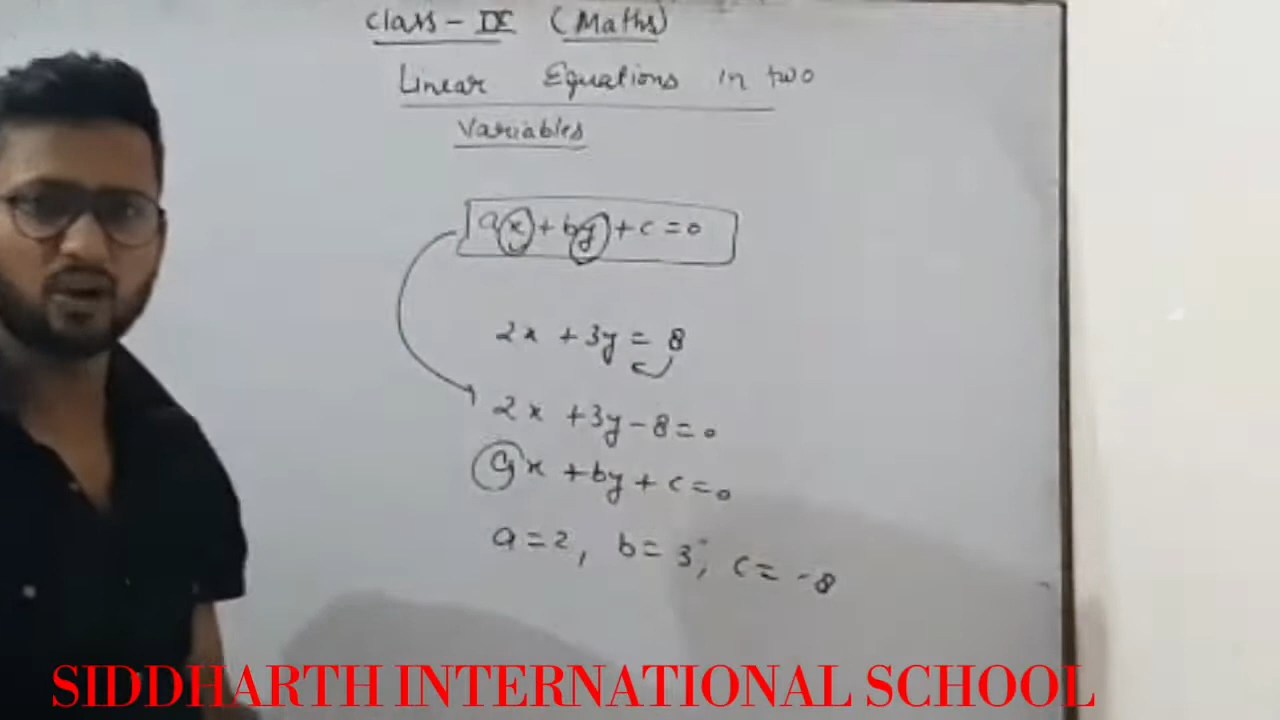 Class - IX (Maths)
Linear Equations in two
Variables
ax + by + c = 0
2x + 3y = 8
2x + 3y - 8 = 0
ax + by + c = 0
a = 2, b = 3, c = -8
SIDDHARTH INTERNATIONAL SCHOOL